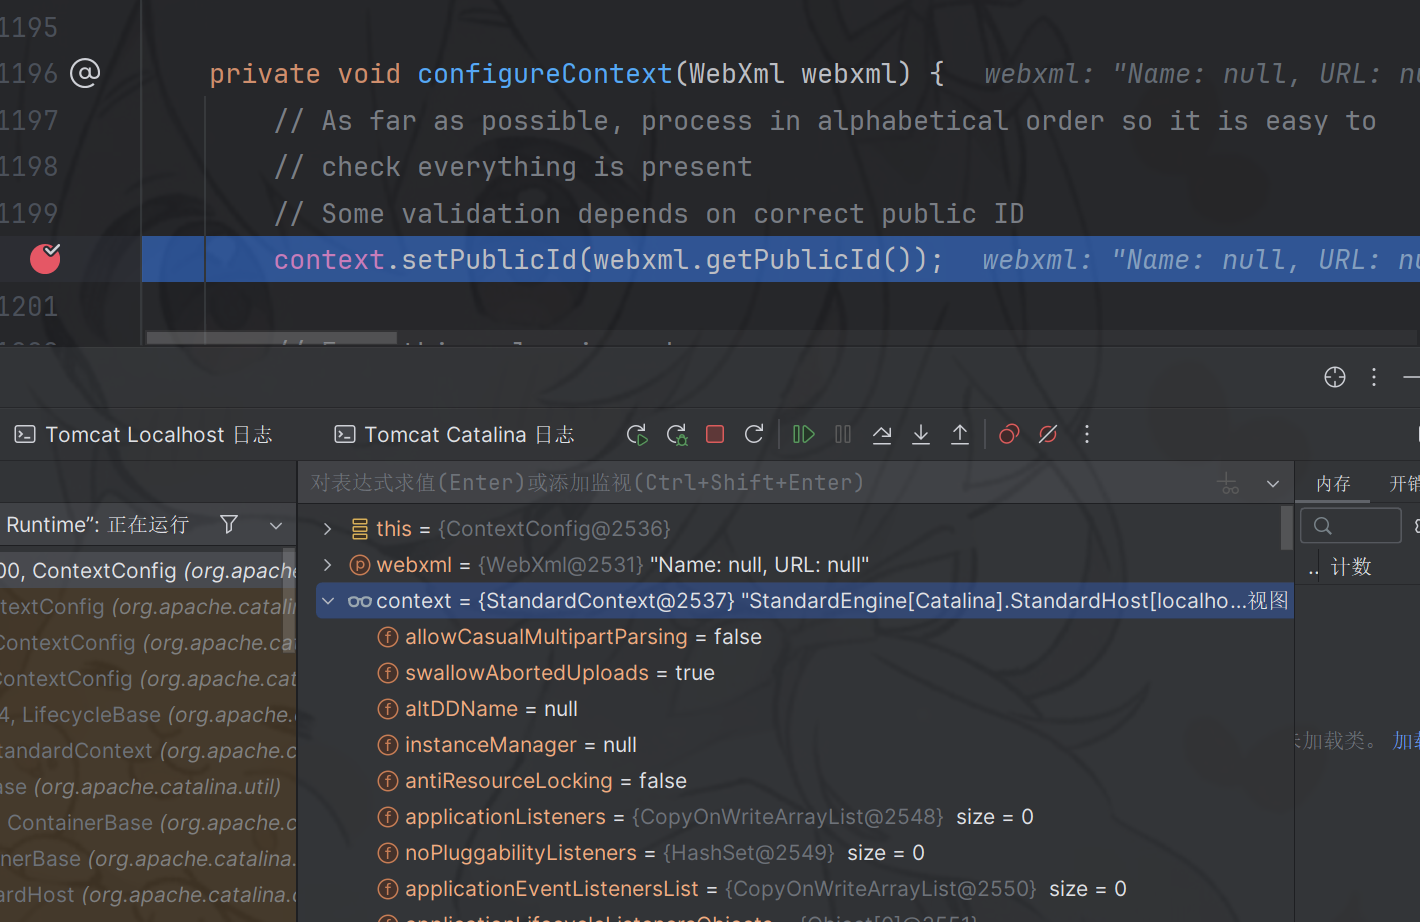 1195
1196 @ private void configureContext(WebXml webxml) { webxml: "Name: null, URL: nu
1197 // As far as possible, process in alphabetical order so it is easy to
1198 // check everything is present
1199 // Some validation depends on correct public ID
context.setPublicId(webxml.getPublicId()); webxml: "Name: null, URL: nu
1201
Tomcat Localhost 日志 Tomcat Catalina 日志
对表达式求值(Enter)或添加监视(Ctrl+Shift+Enter)
内存 开销
Runtime”: 正在运行
this = {ContextConfig@2536}
00, ContextConfig (org.apache
webxml = {WebXml@2531} "Name: null, URL: null"
.. 计数
textConfig (org.apache.catalin
context = {StandardContext@2537} "StandardEngine[Catalina].StandardHost[localho...视图
ContextConfig (org.apache.cat
allowCasualMultipartParsing = false
ContextConfig (org.apache.cat
swallowAbortedUploads = true
4, LifecycleBase (org.apache.
altDDName = null
tandardContext (org.apache.c
instanceManager = null
未加载类。 加载
ase (org.apache.catalina.util)
antiResourceLocking = false
ContainerBase (org.apache.c
applicationListeners = {CopyOnWriteArrayList@2548} size = 0
nerBase (org.apache.catalina.
noPluggabilityListeners = {HashSet@2549} size = 0
dardHost (org.apache.catalina.c
applicationEventListenersList = {CopyOnWriteArrayList@2550} size = 0
applicationLifecycleListenersObjects = {Object[0]@2551}